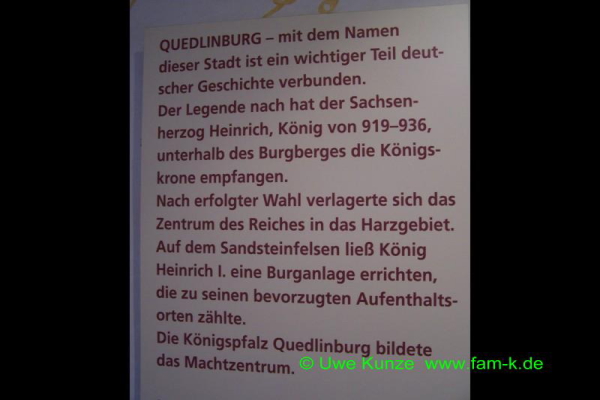 QUEDLINBURG – mit dem Namen
dieser Stadt ist ein wichtiger Teil deut-
scher Geschichte verbunden.
Der Legende nach hat der Sachsen-
herzog Heinrich, König von 919–936,
unterhalb des Burgberges die Königs-
krone empfangen.
Nach erfolgter Wahl verlagerte sich das
Zentrum des Reiches in das Harzgebiet.
Auf dem Sandsteinfelsen ließ König
Heinrich I. eine Burganlage errichten,
die zu seinen bevorzugten Aufenthalts-
orten zählte.
Die Königspfalz Quedlinburg bildete
das Machtzentrum.
© Uwe Kunze www.fam-k.de